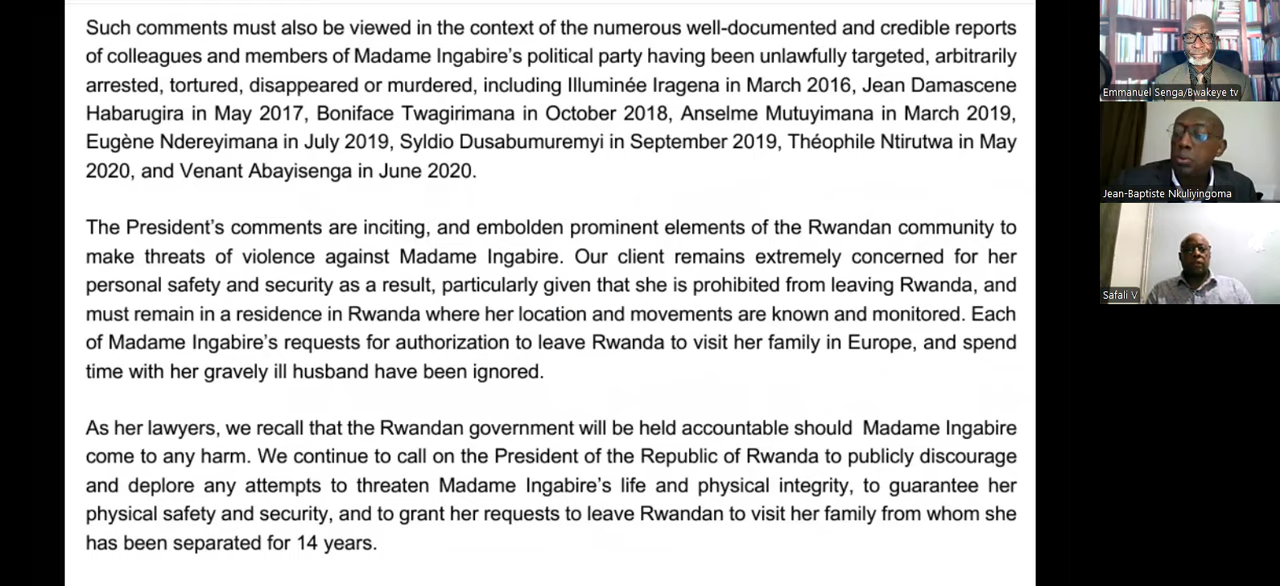 Such comments must also be viewed in the context of the numerous well-documented and credible reports
of colleagues and members of Madame Ingabire's political party having been unlawfully targeted, arbitrarily
arrested, tortured, disappeared or murdered, including Illuminée Iragena in March 2016, Jean Damascene
Habarugira in May 2017, Boniface Twagirimana in October 2018, Anselme Mutuyimana in March 2019,
Eugène Ndereyimana in July 2019, Syldio Dusabumuremyi in September 2019, Théophile Ntirutwa in May
2020, and Venant Abayisenga in June 2020.
The President's comments are inciting, and embolden prominent elements of the Rwandan community to
make threats of violence against Madame Ingabire. Our client remains extremely concerned for her
personal safety and security as a result, particularly given that she is prohibited from leaving Rwanda, and
must remain in a residence in Rwanda where her location and movements are known and monitored. Each
of Madame Ingabire's requests for authorization to leave Rwanda to visit her family in Europe, and spend
time with her gravely ill husband have been ignored.
As her lawyers, we recall that the Rwandan government will be held accountable should Madame Ingabire
come to any harm. We continue to call on the President of the Republic of Rwanda to publicly discourage
and deplore any attempts to threaten Madame Ingabire's life and physical integrity, to guarantee her
physical safety and security, and to grant her requests to leave Rwandan to visit her family from whom she
has been separated for 14 years.
Emmanuel Senga/Bwakeye tv
Jean-Baptiste Nkuliyingoma
Safali V